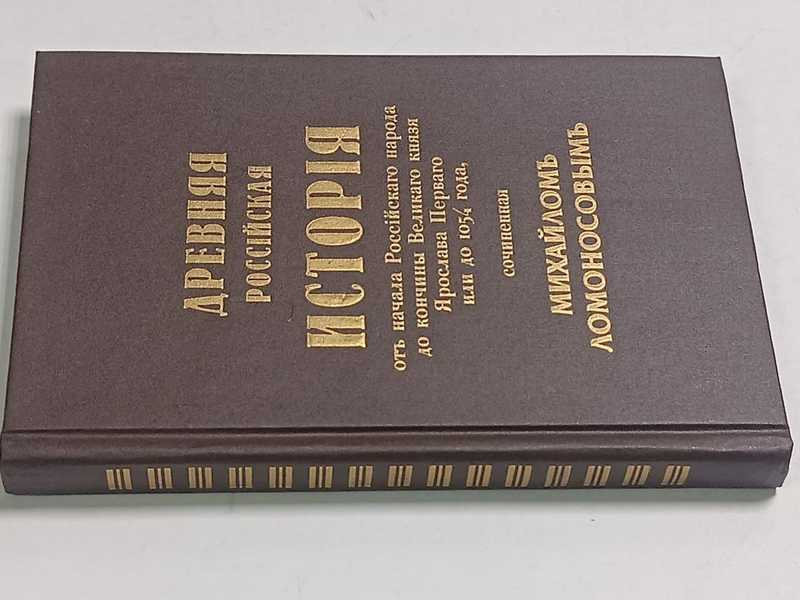 ДРЕВНЯЯ
РОССІЙСКАЯ
ИСТОРІЯ
отъ начала Россійскаго народа
до кончины Великаго князя
Ярослава Перваго
или до 1054 года,
сочиненная
МИХАЙЛОМЪ
ЛОМОНОСОВЫМЪ